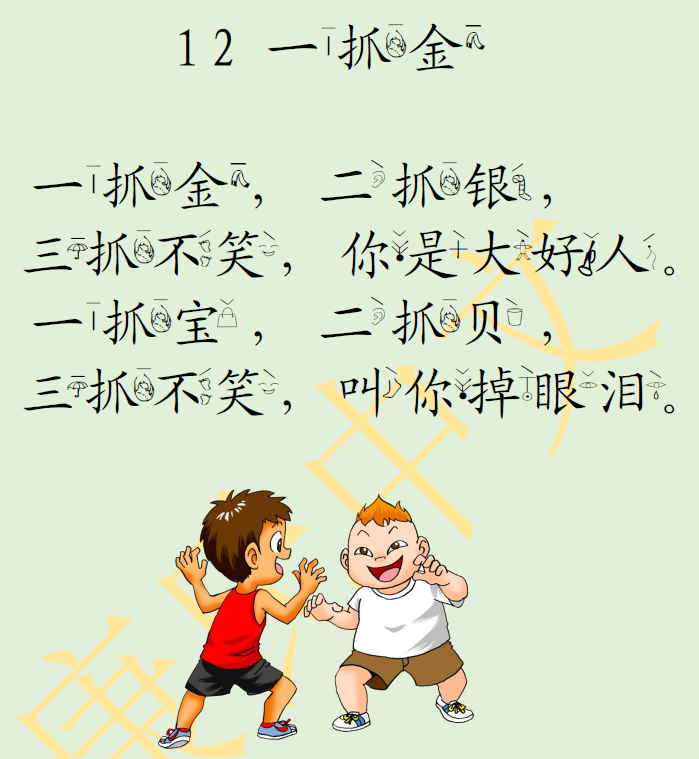 12 一抓金
一抓金，二抓银，
三抓不笑，你是大好人。
一抓宝，二抓贝，
三抓不笑，叫你掉眼泪。